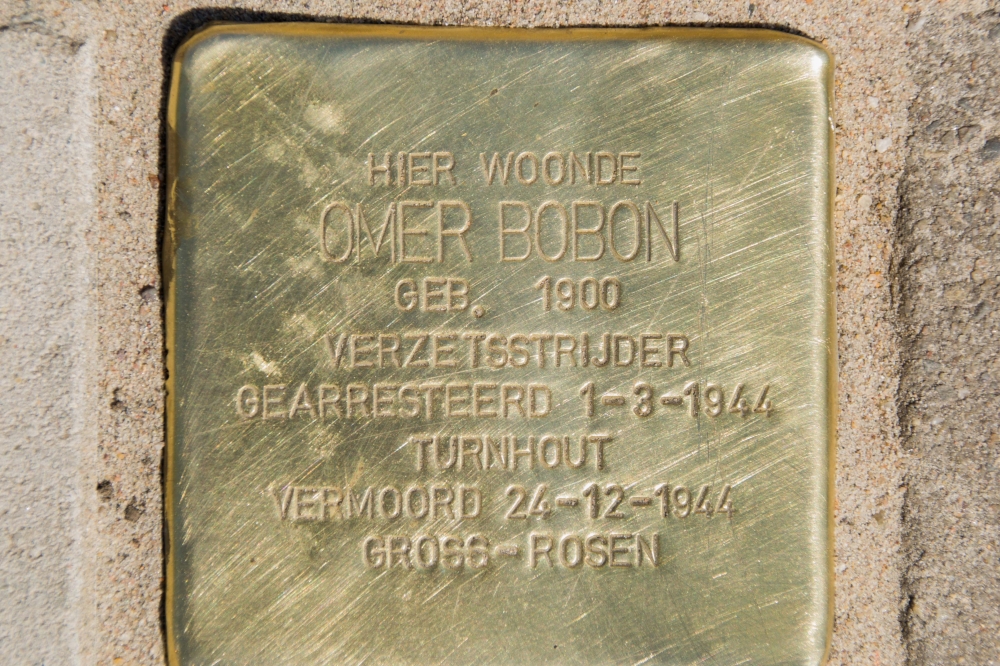 HIER WOONDE
OMER BOBON
GEB. 1900
VERZETSSTRIJDER
GEARRESTEERD 1-3-1944
TURNHOUT
VERMOORD 24-12-1944
GROSS-ROSEN